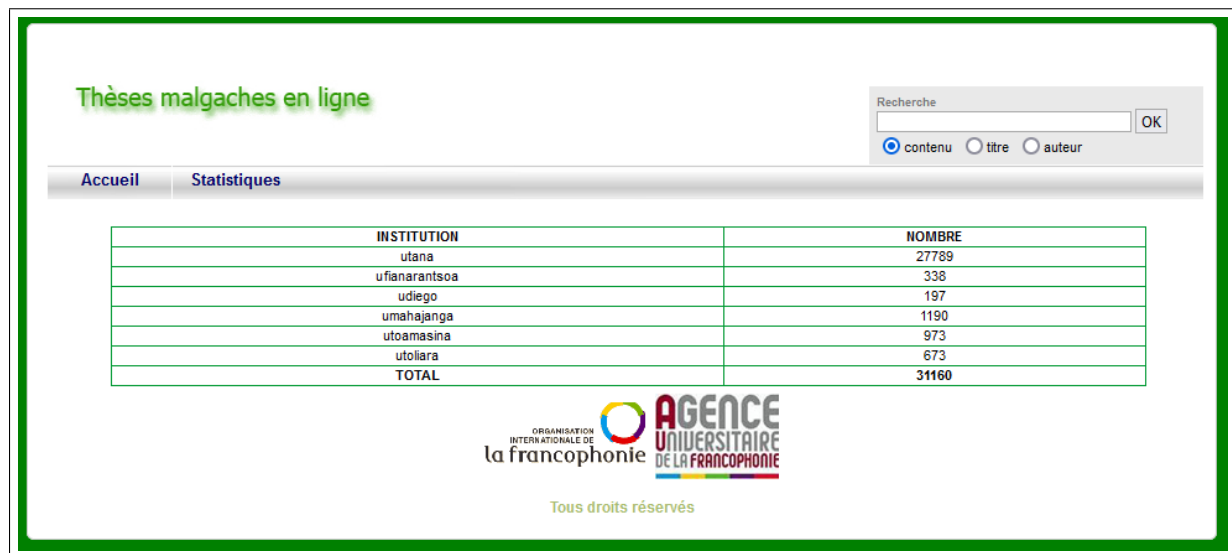 Thèses malgaches en ligne
Recherche
OK
contenu titre auteur
Accueil Statistiques
INSTITUTION NOMBRE
utana 27789
ufianarantsoa 338
udiego 197
umahajanga 1190
utoamasina 973
utoliara 673
TOTAL 31160
ORGANISATION
INTERNATIONALE DE
la francophonie
AGENCE
UNIVERSITAIRE
DE LA FRANCOPHONIE
Tous droits réservés